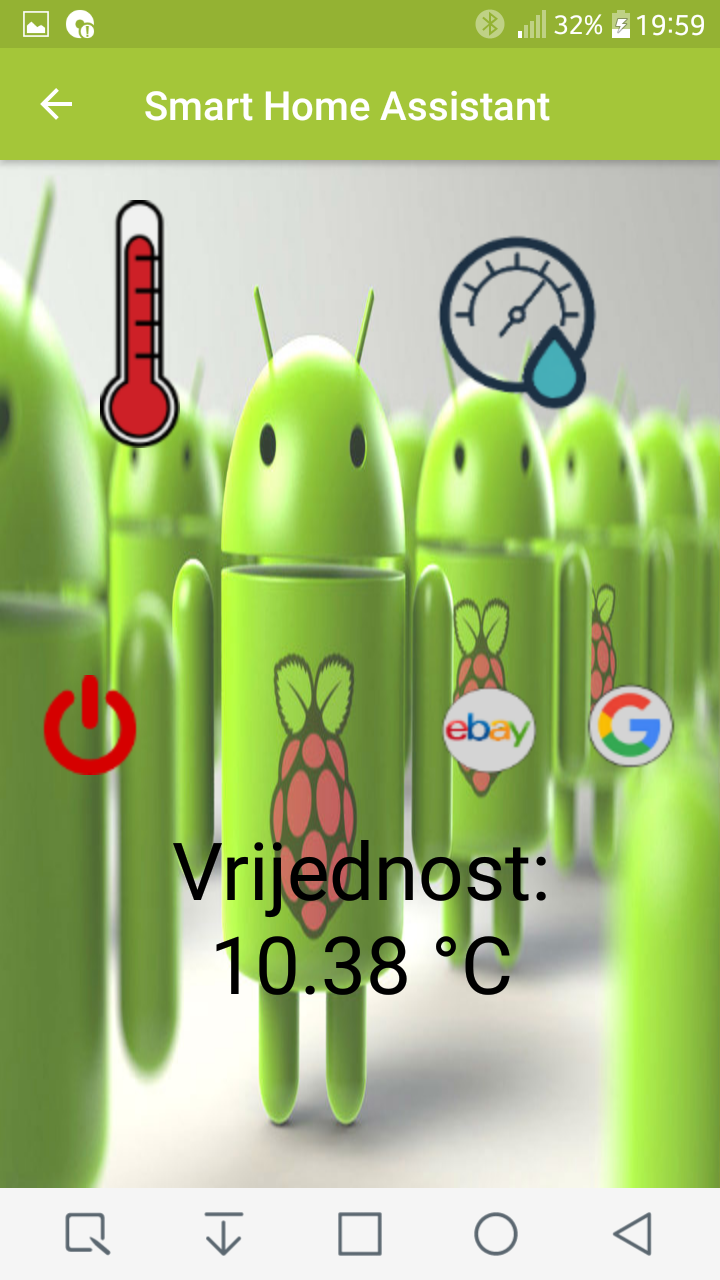 32% 19:59
Smart Home Assistant
ebay
G
Vrijednost:
10.38 °C